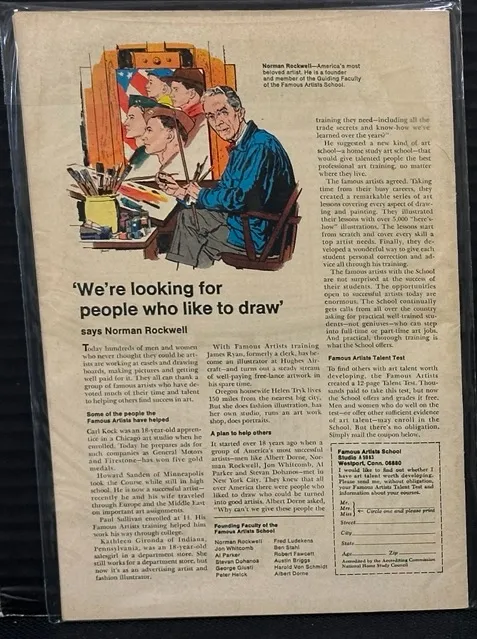 Norman Rockwell—America's most
beloved artist. He is a founder
and member of the Guiding Faculty
of the Famous Artists School.
'We're looking for
people who like to draw'
says Norman Rockwell
Today hundreds of men and women
who never thought they could be art-
ists are working at easels and drawing
boards, making pictures and getting
well paid for it. They all can thank a
group of famous artists who have de-
voted much of their time and talent
to helping others find success in art.
Some of the people the
Famous Artists have helped
Carl Kock was an 18-year-old appren-
tice in a Chicago art studio when he
enrolled. Today he prepares ads for
such companies as General Motors
and Firestone—has won five gold
medals.
Howard Sanden of Minneapolis
took the Course while still in high
school. He is now a successful artist—
recently he and his wife traveled
through Europe and the Middle East
on important art assignments.
Paul Sullivan enrolled at 14. His
Famous Artists training helped him
work his way through college.
Kathleen Gironda of Indiana,
Pennsylvania, was an 18-year-old
salesgirl in a department store. She
still works for a department store, but
now it's as an advertising artist and
fashion illustrator.
With Famous Artists training
James Ryan, formerly a clerk, has be-
come an illustrator at Hughes Air-
craft—and turns out a steady stream
of well-paying free-lance artwork in
his spare time.
Oregon housewife Helen Tryk lives
150 miles from the nearest big city.
But she does fashion illustration, has
her own studio, runs an art work
shop, does portraits.
A plan to help others
It started over 18 years ago when a
group of America's most successful
artists—men like Albert Dorne, Nor-
man Rockwell, Jon Whitcomb, Al
Parker and Stevan Dohanos—met in
New York City. They knew that all
over America there were people who
liked to draw who could be turned
into good artists. Albert Dorne asked,
"Why can't we give these people the
Founding Faculty of the
Famous Artists School
Norman Rockwell
Jon Whitcomb
Al Parker
Stevan Dohanos
George Giusti
Peter Helck
Fred Ludekens
Ben Stahl
Robert Fawcett
Austin Briggs
Harold Von Schmidt
Albert Dorne
training they need—including all the
trade secrets and know-how we've
learned over the years?"
He suggested a new kind of art
school—a home study art school—that
would give talented people the best
professional art training, no matter
where they live.
The famous artists agreed. Taking
time from their busy careers, they
created a remarkable series of art
lessons covering every aspect of draw-
ing and painting. They illustrated
their lessons with over 5,000 "here's-
how" illustrations. The lessons start
from scratch and cover every skill a
top artist needs. Finally, they de-
veloped a wonderful way to give each
student personal correction and ad-
vice all through his training.
The famous artists with the School
are not surprised at the success of
their students. The opportunities
open to successful artists today are
enormous. The School continually
gets calls from all over the country
asking for practical well-trained stu-
dents—not geniuses—who can step
into full-time or part-time art jobs.
And practical, thorough training is
what the School offers.
Famous Artists Talent Test
To find others with art talent worth
developing, the Famous Artists
created a 12 page Talent Test. Thou-
sands paid to take this test, but now
the School offers and grades it free.
Men and women who do well on the
test—or offer other sufficient evidence
of art talent—may enroll in the
School. But there's no obligation.
Simply mail the coupon below.
Famous Artists School
Westport, Conn. 06880
I would like to find out whether I
have art talent worth developing.
Please send me, without obligation,
your Famous Artists Talent Test and
information about your courses.
Mr.
Mrs.
Miss
Circle one and please print
Street
City
State
Age Zip
Accredited by the Accrediting Commission
National Home Study Council